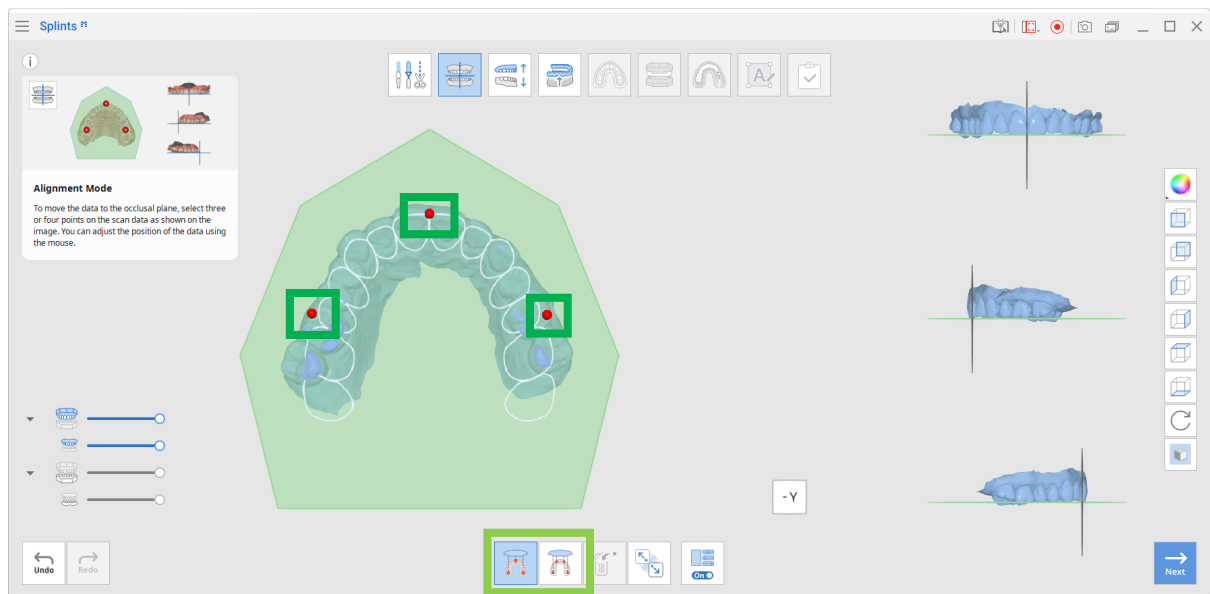 Splints
i
Alignment Mode
To move the data to the occlusal plane, select three
or four points on the scan data as shown on the
image. You can adjust the position of the data using
the mouse.
A
- Y
Undo
Redo
On
Next